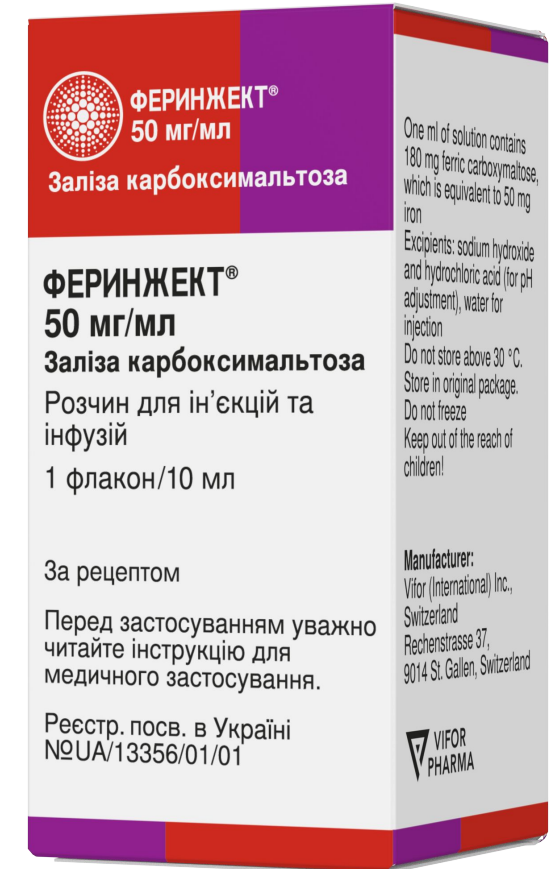 ФЕРИНЖЕКТ®
50 мг/мл
Заліза карбоксимальтоза
ФЕРИНЖЕКТ®
50 мг/мл
Заліза карбоксимальтоза
Розчин для ін’єкцій та
інфузій
1 флакон/10 мл
За рецептом
Перед застосуванням уважно
читайте інструкцію для
медичного застосування.
Реєстр. посв. в Україні
№UA/13356/01/01
One ml of solution contains
180 mg ferric carboxymaltose,
which is equivalent to 50 mg
iron
Excipients: sodium hydroxide
and hydrochloric acid (for pH
adjustment), water for
injection
Do not store above 30 °C.
Store in original package.
Do not freeze
Keep out of the reach of
children!
Manufacturer:
Vifor (International) Inc.,
Switzerland
Rechenstrasse 37,
9014 St. Gallen, Switzerland
VIFOR
PHARMA